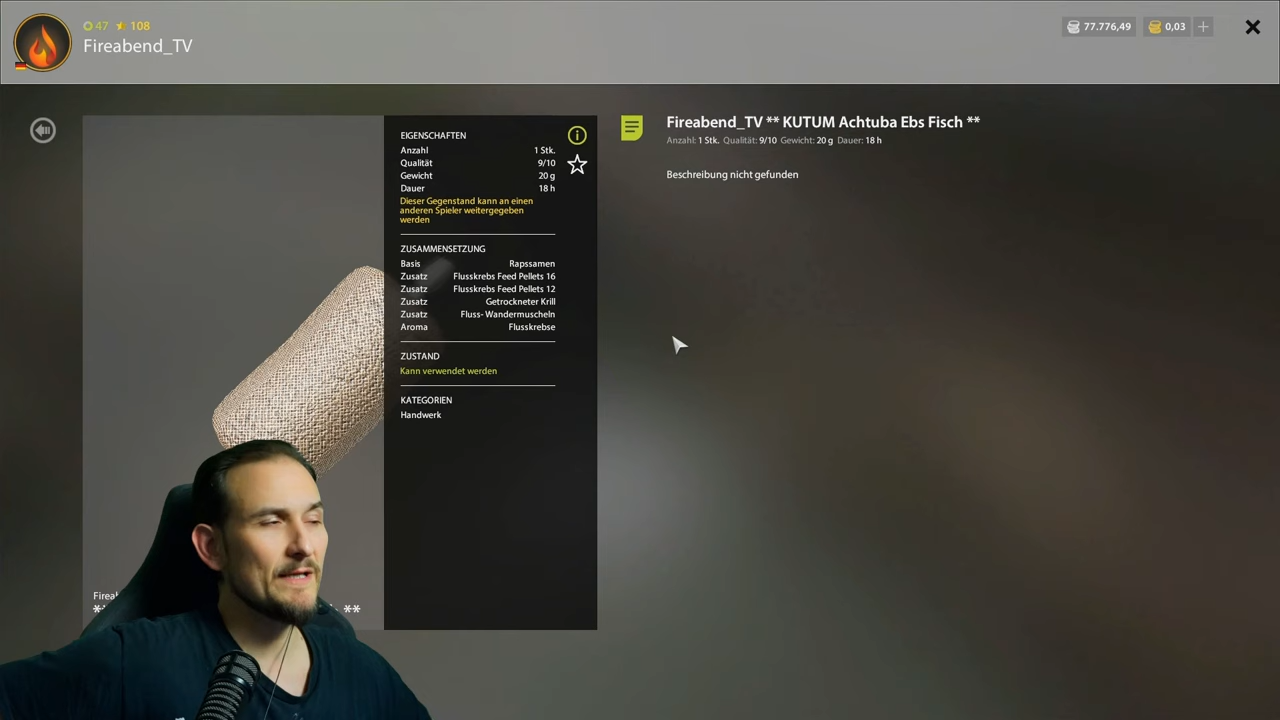 47 108
Fireabend_TV
77.776,49
0,03
Fireabend_TV ** KUTUM Achtuba Ebs Fisch **
Anzahl: 1 Stk. Qualität: 9/10 Gewicht: 20 g Dauer: 18 h
Beschreibung nicht gefunden
EIGENSCHAFTEN
Anzahl 1 Stk.
Qualität 9/10
Gewicht 20 g
Dauer 18 h
Dieser Gegenstand kann an einen
anderen Spieler weitergegeben
werden
ZUSAMMENSETZUNG
Basis Rapssamen
Zusatz Flusskrebs Feed Pellets 16
Zusatz Flusskrebs Feed Pellets 12
Zusatz Getrockneter Krill
Zusatz Fluss- Wandermuscheln
Aroma Flusskrebse
ZUSTAND
Kann verwendet werden
KATEGORIEN
Handwerk
**